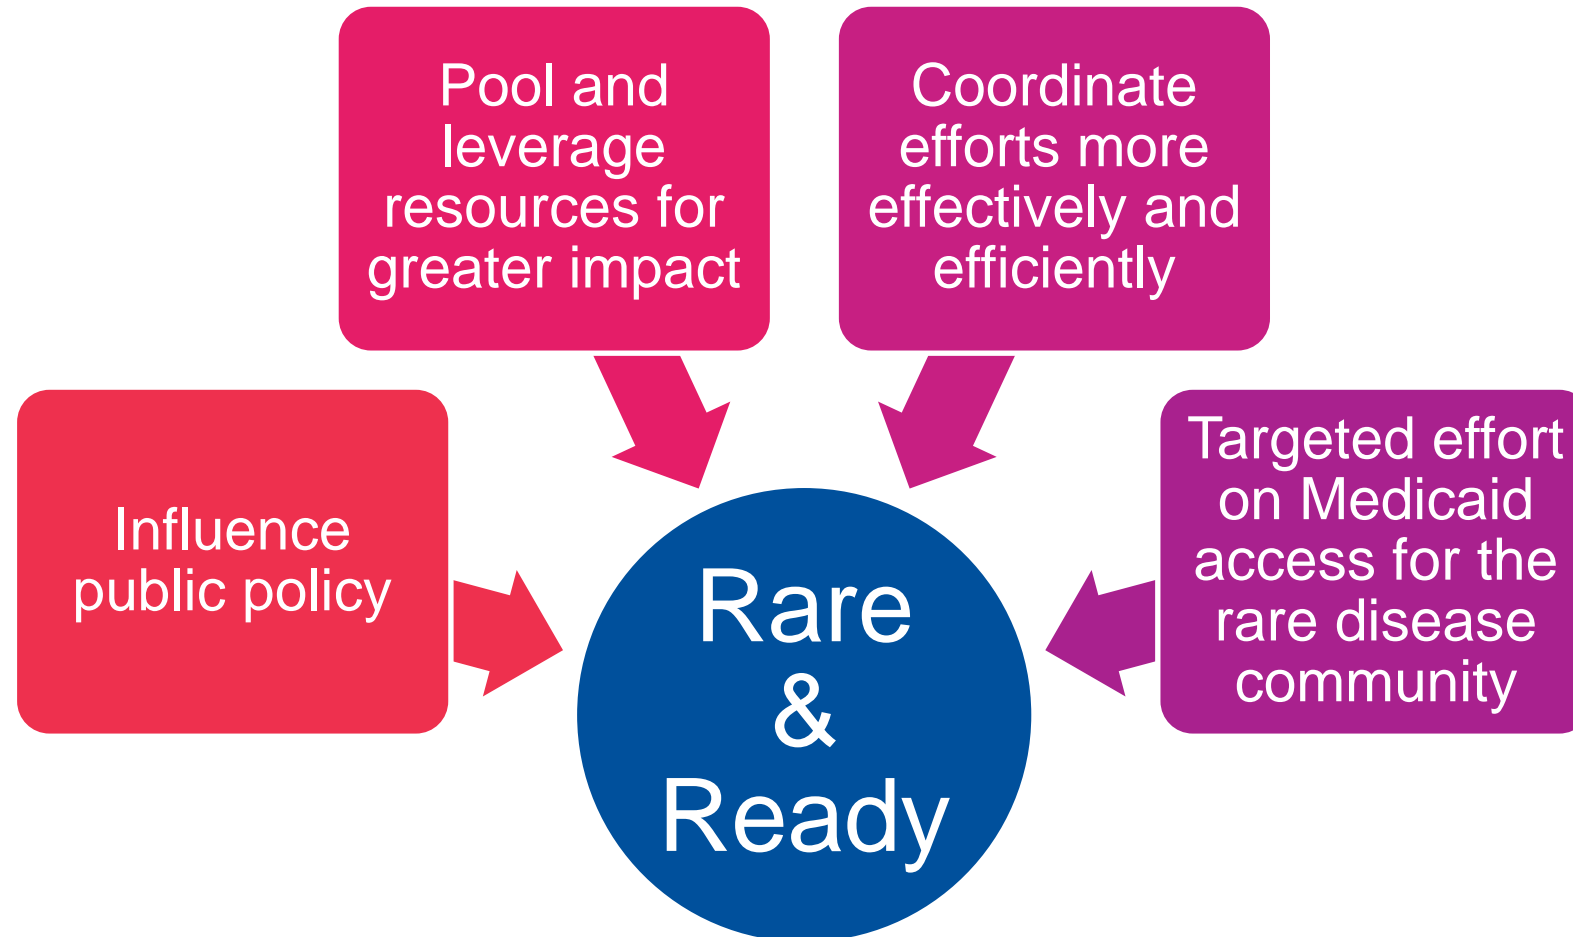 Pool and
leverage
resources for
greater impact
Coordinate
efforts more
effectively and
efficiently
Influence
public policy
Targeted effort
on Medicaid
access for the
rare disease
community
Rare
&
Ready